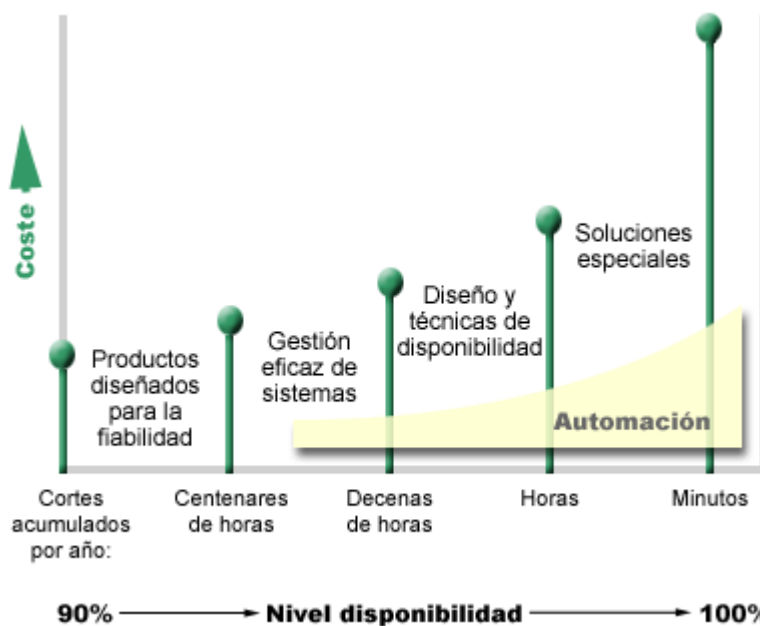 Coste
Productos
diseñados
para la
fiabilidad
Gestión
eficaz de
sistemas
Diseño y
técnicas de
disponibilidad
Soluciones
especiales
Automación
Cortes
acumulados
por año:
Centenares
de horas
Decenas
de horas
Horas
Minutos
90% Nivel disponibilidad 100%